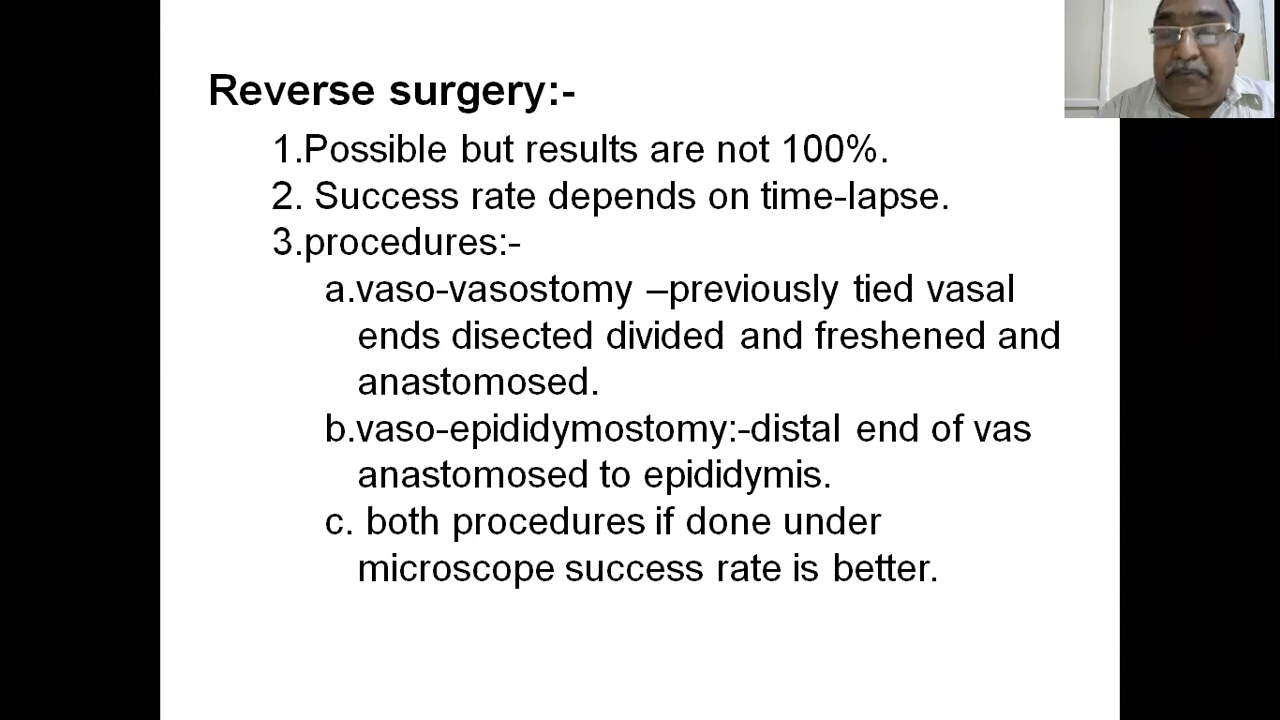 Reverse surgery:-
1.Possible but results are not 100%.
2. Success rate depends on time-lapse.
3.procedures:-
a.vaso-vasostomy –previously tied vasal
ends disected divided and freshened and
anastomosed.
b.vaso-epididymostomy:-distal end of vas
anastomosed to epididymis.
c. both procedures if done under
microscope success rate is better.